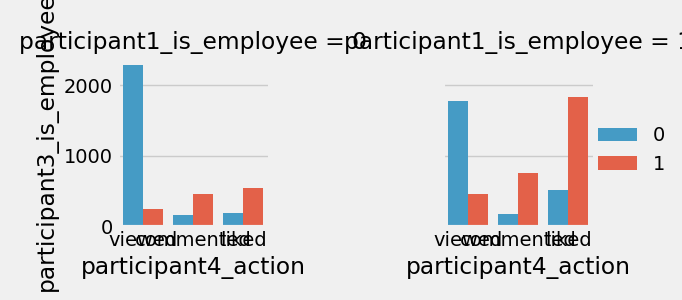 participant1_is_employee = 0
participant1_is_employee = 1
participant3_is_employee
2000
1000
0
viewed
commented
liked
viewed
commented
liked
participant4_action
participant4_action
0
1